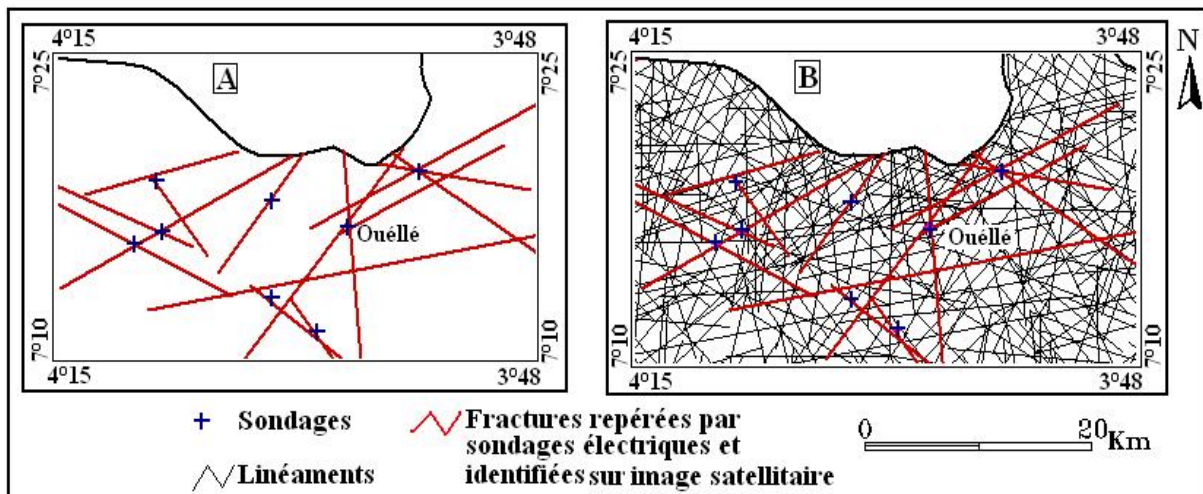 4°15
3°48
7°25
7°25
A
Ouéllé
7°10
7°10
4°15
3°48
4°15
3°48
7°25
7°25
B
Ouéllé
7°10
7°10
4°15
3°48
N
Sondages
Linéaments
Fractures repérées par
sondages électriques et
identifiées sur image satellitaire
0
20
Km